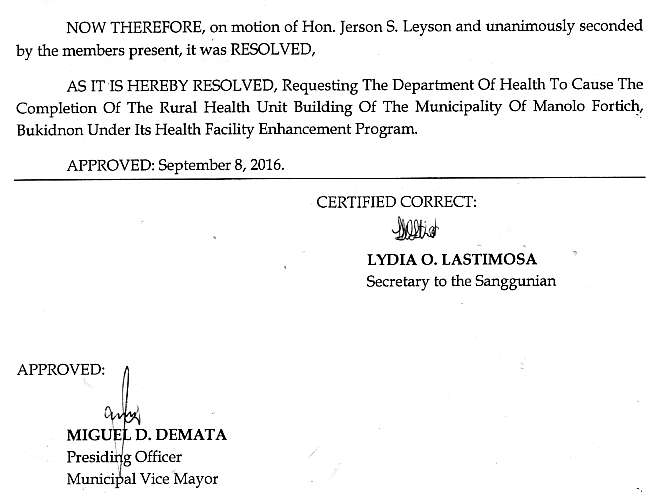 NOW THEREFORE, on motion of Hon. Jerson S. Leyson and unanimously seconded
by the members present, it was RESOLVED,
AS IT IS HEREBY RESOLVED, Requesting The Department Of Health To Cause The
Completion Of The Rural Health Unit Building Of The Municipality Of Manolo Fortich,
Bukidnon Under Its Health Facility Enhancement Program.
APPROVED: September 8, 2016.
CERTIFIED CORRECT:
LYDIA O. LASTIMOSA
Secretary to the Sanggunian
APPROVED:
MIGUEL D. DEMATA
Presiding Officer
Municipal Vice Mayor